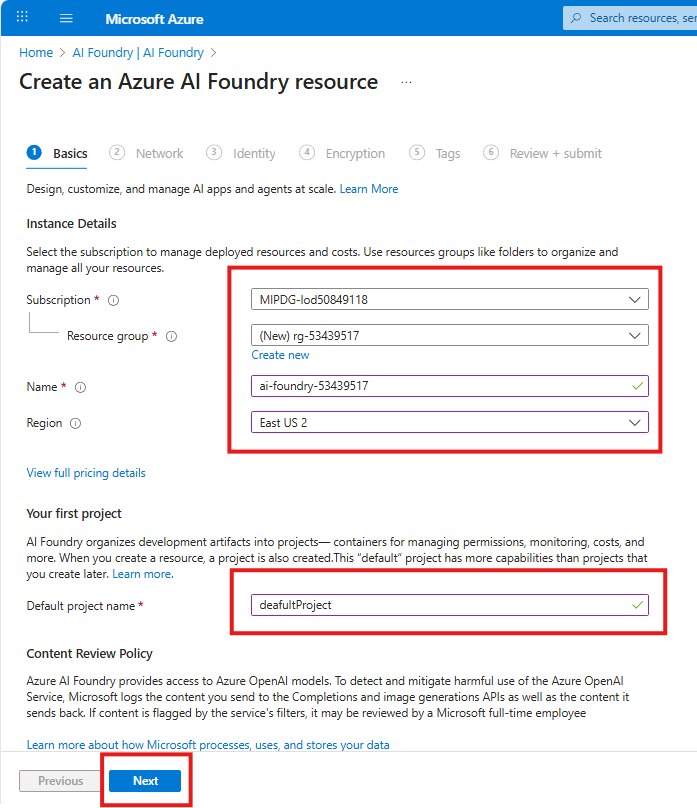 Microsoft Azure
Search resources, ser
Home > AI Foundry | AI Foundry >
Create an Azure AI Foundry resource ...
1 Basics 2 Network 3 Identity 4 Encryption 5 Tags 6 Review + submit
Design, customize, and manage AI apps and agents at scale. Learn More
Instance Details
Select the subscription to manage deployed resources and costs. Use resources groups like folders to organize and
manage all your resources.
Subscription *
MIPDG-lod50849118
Resource group *
(New) rg-53439517
Create new
Name *
ai-foundry-53439517
Region
East US 2
View full pricing details
Your first project
AI Foundry organizes development artifacts into projects— containers for managing permissions, monitoring, costs, and
more. When you create a resource, a project is also created.This “default” project has more capabilities than projects that
you create later. Learn more.
Default project name *
deafultProject
Content Review Policy
Azure AI Foundry provides access to Azure OpenAI models. To detect and mitigate harmful use of the Azure OpenAI
Service, Microsoft logs the content you send to the Completions and image generations APIs as well as the content it
sends back. If content is flagged by the service's filters, it may be reviewed by a Microsoft full-time employee
Learn more about how Microsoft processes, uses, and stores your data
Previous
Next